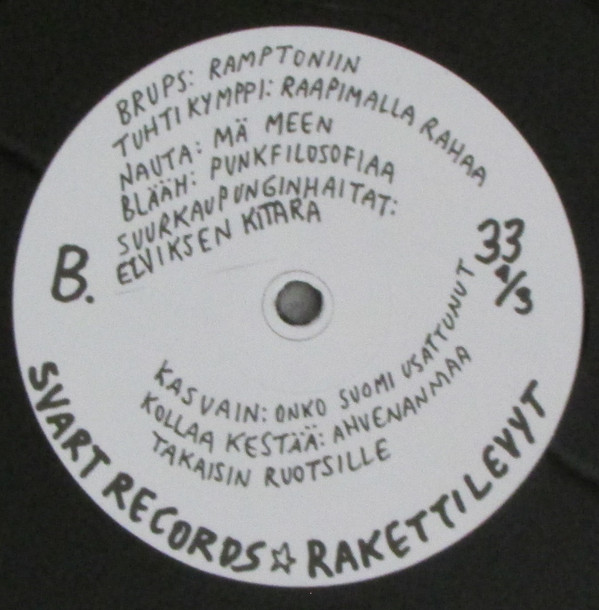 BRUPS: RAMPTONIIN
TUHTI KYMPPI: RAAPIMALLA RAHAA
NAUTA: MÄ MEEN
BLÄÄH: PUNKFILOSOFIAA
SUURKAUPUNGINHAITAT:
ELVIKSEN KITARA
B.
33 1/3
KASVAIN: ONKO SUOMI USATTUNUT
KOLLAA KESTÄÄ: AHVENANMAA
TAKAISIN RUOTSILLE
SVART RECORDS ☆ RAKETTILEVYT